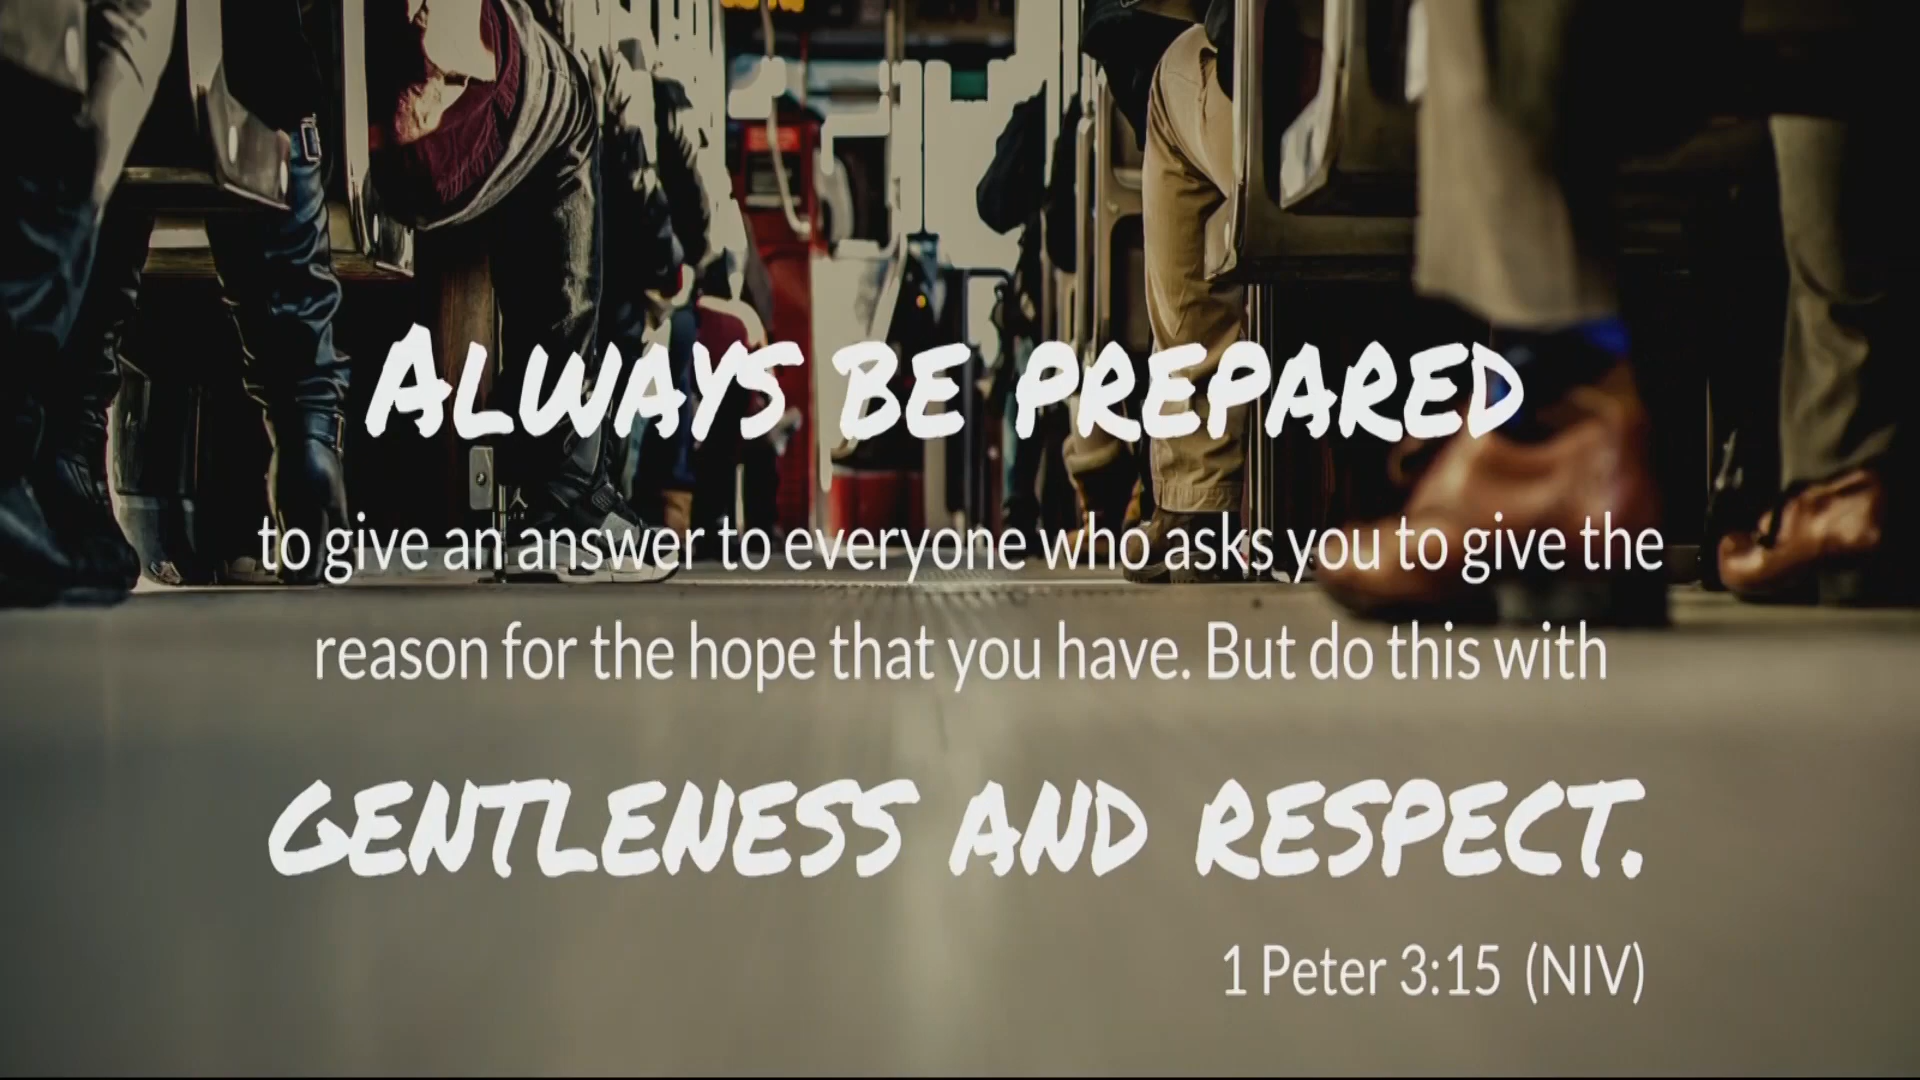 ALWAYS BE PREPARED
to give an answer to everyone who asks you to give the
reason for the hope that you have. But do this with
GENTLENESS AND RESPECT.
1 Peter 3:15 (NIV)